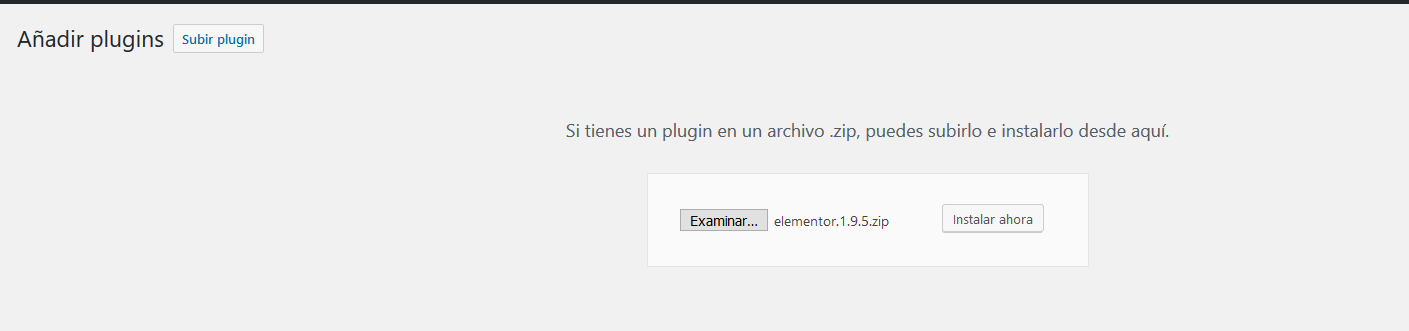 Añadir plugins
Subir plugin
Si tienes un plugin en un archivo .zip, puedes subirlo e instalarlo desde aquí.
Examinar... elementor.1.9.5.zip Instalar ahora